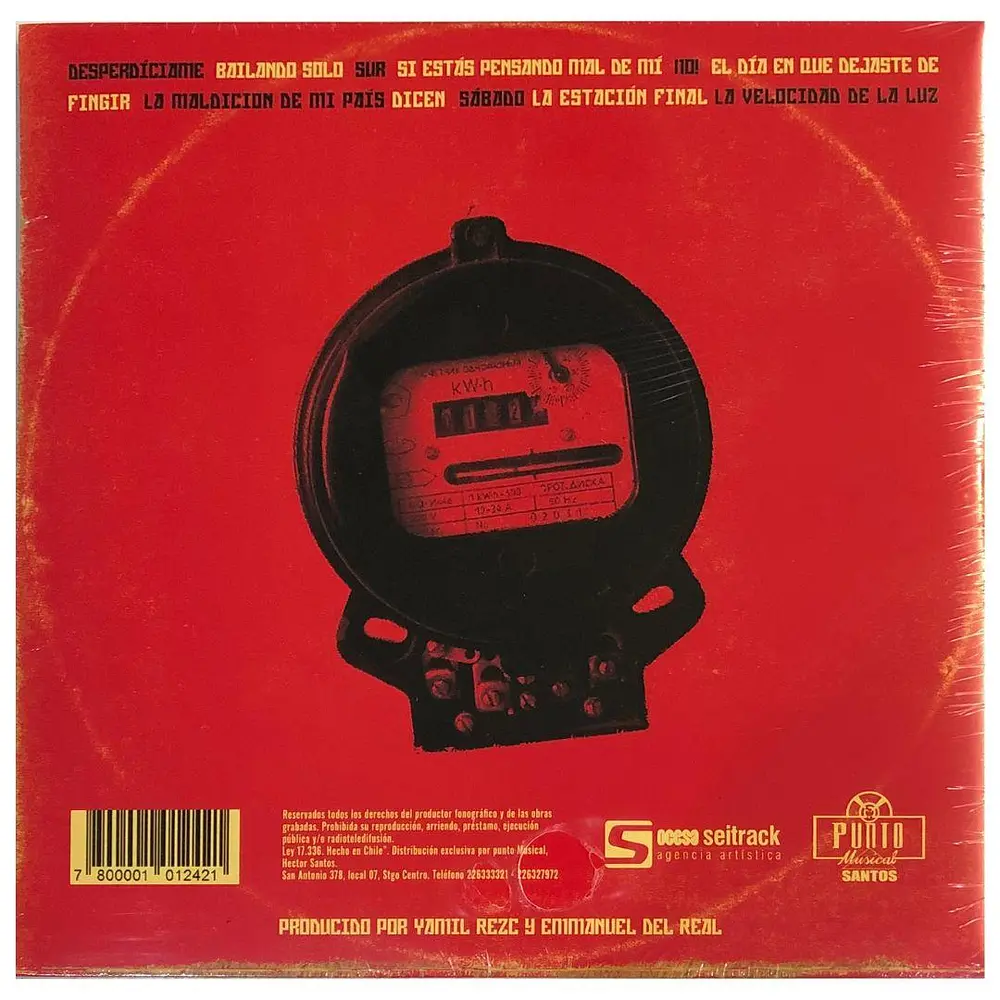 DESPERDÍCIAME BAILANDO SOLO SUR SI ESTÁS PENSANDO MAL DE MÍ ¡NO! EL DÍA EN QUE DEJASTE DE
FINGIR LA MALDICION DE MI PAÍS DICEN SÁBADO LA ESTACIÓN FINAL LA VELOCIDAD DE LA LUZ
kW·h
50 Hz
10-30 A
No
7 800001 012421
Reservados todos los derechos del productor fonográfico y de las obras
grabadas. Prohibida su reproducción, arriendo, préstamo, ejecución
pública y/o radioteledifusión.
Ley 17.336. Hecho en Chile". Distribución exclusiva por punto Musical,
Hector Santos.
San Antonio 378, local 07, Stgo Centro. Teléfono 226333321 - 226327972
ocesa seitrack
agencia artística
PUNTO
Musical
SANTOS
PRODUCIDO POR YAMIL REZC Y EMMANUEL DEL REAL